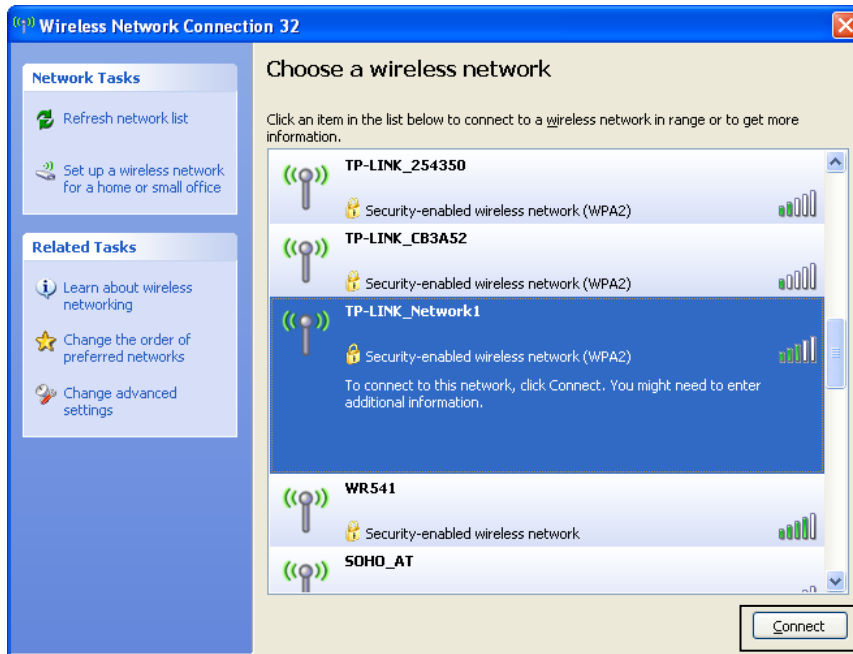 Wireless Network Connection 32
Network Tasks
Refresh network list
Set up a wireless network
for a home or small office
Related Tasks
Learn about wireless
networking
Change the order of
preferred networks
Change advanced
settings
Choose a wireless network
Click an item in the list below to connect to a wireless network in range or to get more
information.
TP-LINK_254350
Security-enabled wireless network (WPA2)
TP-LINK_CB3A52
Security-enabled wireless network (WPA2)
TP-LINK_Network1
Security-enabled wireless network (WPA2)
To connect to this network, click Connect. You might need to enter
additional information.
WR541
Security-enabled wireless network
SOHO_AT
Connect